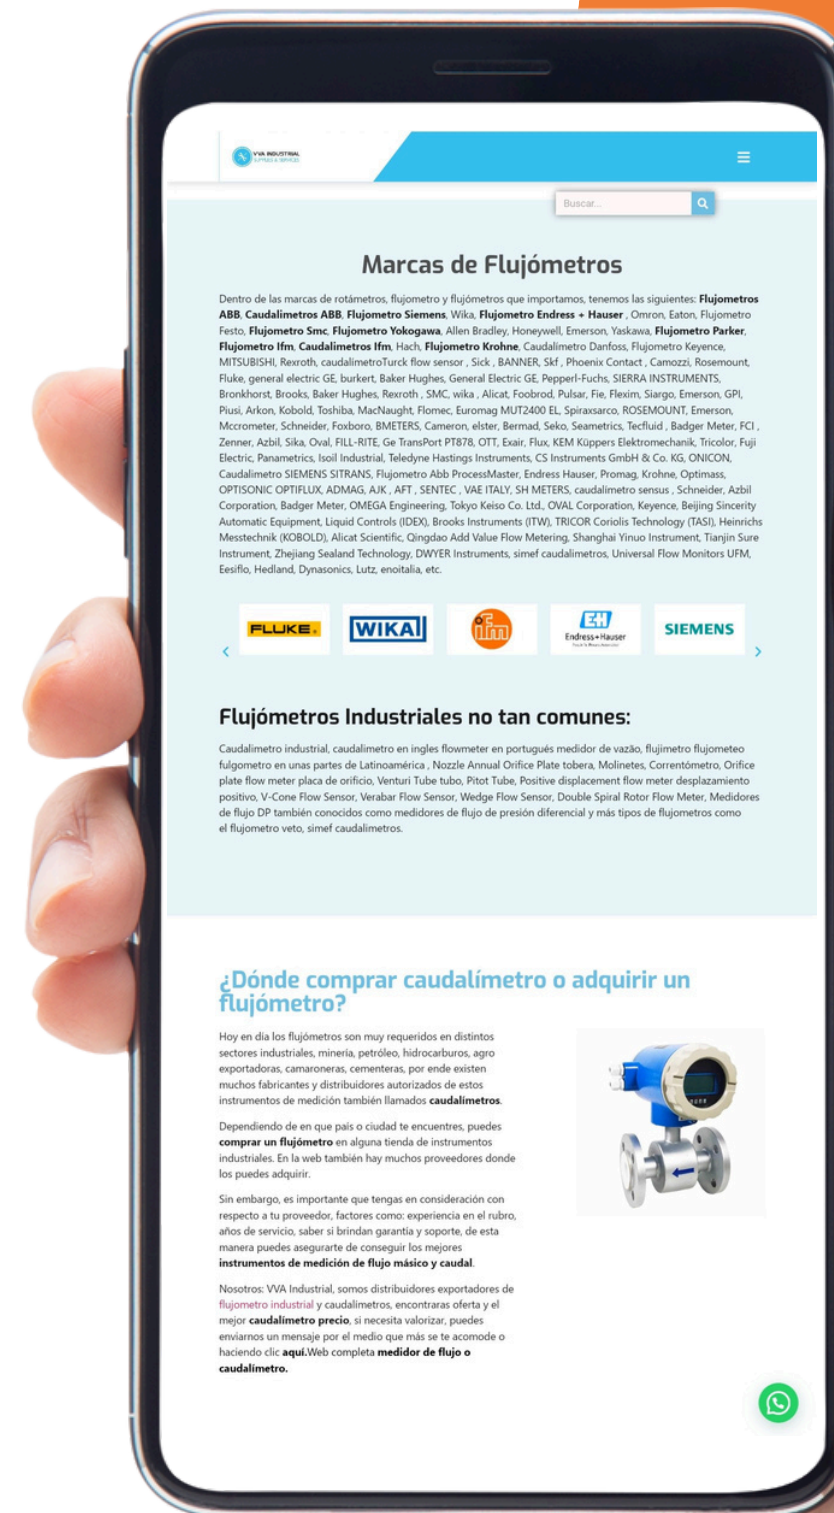 VVA INDUSTRIAL
SUPPLIES & SERVICES
Buscar...
Marcas de Flujómetros
Dentro de las marcas de rotámetros, flujometro y flujómetros que importamos, tenemos las siguientes: Flujometros
ABB, Caudalimetros ABB, Flujometro Siemens, Wika, Flujometro Endress + Hauser , Omron, Eaton, Flujometro
Festo, Flujometro Smc, Flujometro Yokogawa, Allen Bradley, Honeywell, Emerson, Yaskawa, Flujometro Parker,
Flujometro Ifm, Caudalimetros Ifm, Hach, Flujometro Krohne, Caudalímetro Danfoss, Flujometro Keyence,
MITSUBISHI, Rexroth, caudalimetroTurck flow sensor , Sick , BANNER, Skf , Phoenix Contact , Camozzi, Rosemount,
Fluke, general electric GE, burkert, Baker Hughes, General Electric GE, Pepperl-Fuchs, SIERRA INSTRUMENTS,
Bronkhorst, Brooks, Baker Hughes, Rexroth , SMC, wika , Alicat, Foobrod, Pulsar, Fie, Flexim, Siargo, Emerson, GPI,
Piusi, Arkon, Kobold, Toshiba, MacNaught, Flomec, Euromag MUT2400 EL, Spiraxsarco, ROSEMOUNT, Emerson,
Mccrometer, Schneider, Foxboro, BMETERS, Cameron, elster, Bermad, Seko, Seametrics, Tecfluid , Badger Meter, FCI ,
Zenner, Azbil, Sika, Oval, FILL-RITE, Ge TransPort PT878, OTT, Exair, Flux, KEM Küppers Elektromechanik, Tricolor, Fuji
Electric, Panametrics, Isoil Industrial, Teledyne Hastings Instruments, CS Instruments GmbH & Co. KG, ONICON,
Caudalimetro SIEMENS SITRANS, Flujometro Abb ProcessMaster, Endress Hauser, Promag, Krohne, Optimass,
OPTISONIC OPTIFLUX, ADMAG, AJK , AFT , SENTEC , VAE ITALY, SH METERS, caudalímetro sensus , Schneider, Azbil
Corporation, Badger Meter, OMEGA Engineering, Tokyo Keiso Co. Ltd., OVAL Corporation, Keyence, Beijing Sincerity
Automatic Equipment, Liquid Controls (IDEX), Brooks Instruments (ITW), TRICOR Coriolis Technology (TASI), Heinrichs
Messtechnik (KOBOLD), Alicat Scientific, Qingdao Add Value Flow Metering, Shanghai Yinuo Instrument, Tianjin Sure
Instrument, Zhejiang Sealand Technology, DWYER Instruments, simef caudalimetros, Universal Flow Monitors UFM,
Eesiflo, Hedland, Dynasonics, Lutz, enoitalia, etc.
FLUKE®
WIKA
ifm
EH
Endress+Hauser
SIEMENS
Flujómetros Industriales no tan comunes:
Caudalimetro industrial, caudalimetro en ingles flowmeter en portugués medidor de vazão, flujimetro flujometeo
fulgometro en unas partes de Latinoamérica , Nozzle Annual Orifice Plate tobera, Molinetes, Correntómetro, Orifice
plate flow meter placa de orificio, Venturi Tube tubo, Pitot Tube, Positive displacement flow meter desplazamiento
positivo, V-Cone Flow Sensor, Verabar Flow Sensor, Wedge Flow Sensor, Double Spiral Rotor Flow Meter, Medidores
de flujo DP también conocidos como medidores de flujo de presión diferencial y más tipos de flujometros como
el flujometro veto, simef caudalimetros.
¿Dónde comprar caudalímetro o adquirir un
flujómetro?
Hoy en día los flujómetros son muy requeridos en distintos
sectores industriales, minería, petróleo, hidrocarburos, agro
exportadoras, camaroneras, cementeras, por ende existen
muchos fabricantes y distribuidores autorizados de estos
instrumentos de medición también llamados caudalímetros.
Dependiendo de en que país o ciudad te encuentres, puedes
comprar un flujómetro en alguna tienda de instrumentos
industriales. En la web también hay muchos proveedores donde
los puedes adquirir.
Sin embargo, es importante que tengas en consideración con
respecto a tu proveedor, factores como: experiencia en el rubro,
años de servicio, saber si brindan garantía y soporte, de esta
manera puedes asegurarte de conseguir los mejores
instrumentos de medición de flujo másico y caudal.
Nosotros: VVA Industrial, somos distribuidores exportadores de
flujometro industrial y caudalimetros, encontraras oferta y el
mejor caudalímetro precio, si necesita valorizar, puedes
enviarnos un mensaje por el medio que más se te acomode o
haciendo clic aquí.Web completa medidor de flujo o
caudalímetro.